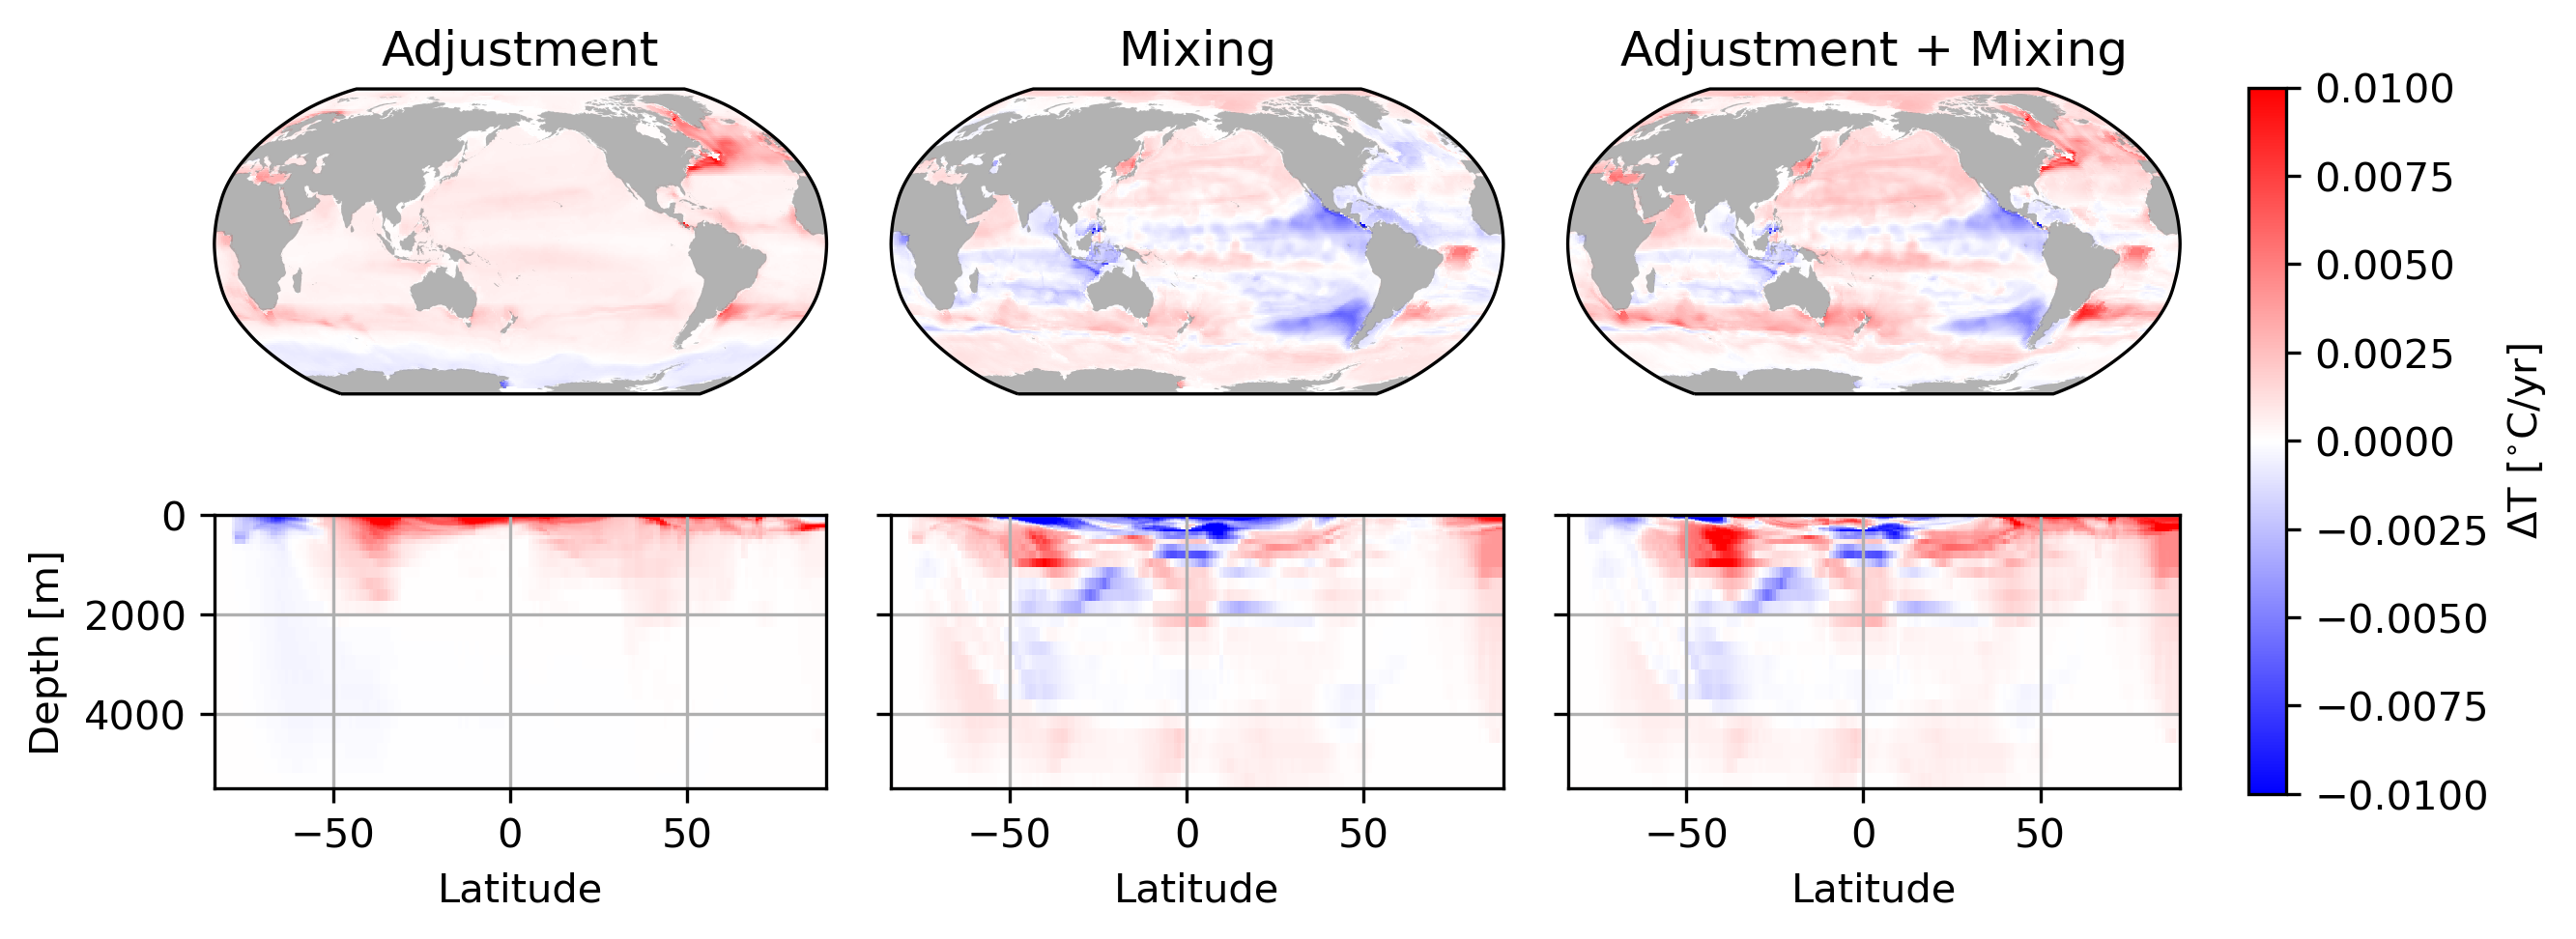 Adjustment
Mixing
Adjustment + Mixing
0.0100
0.0075
0.0050
0.0025
0.0000
−0.0025
−0.0050
−0.0075
−0.0100
ΔT [°C/yr]
0
2000
4000
Depth [m]
−50 0 50
−50 0 50
−50 0 50
Latitude
Latitude
Latitude